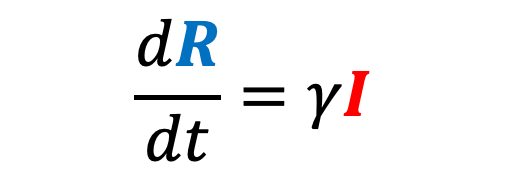 dR
dt
= γI